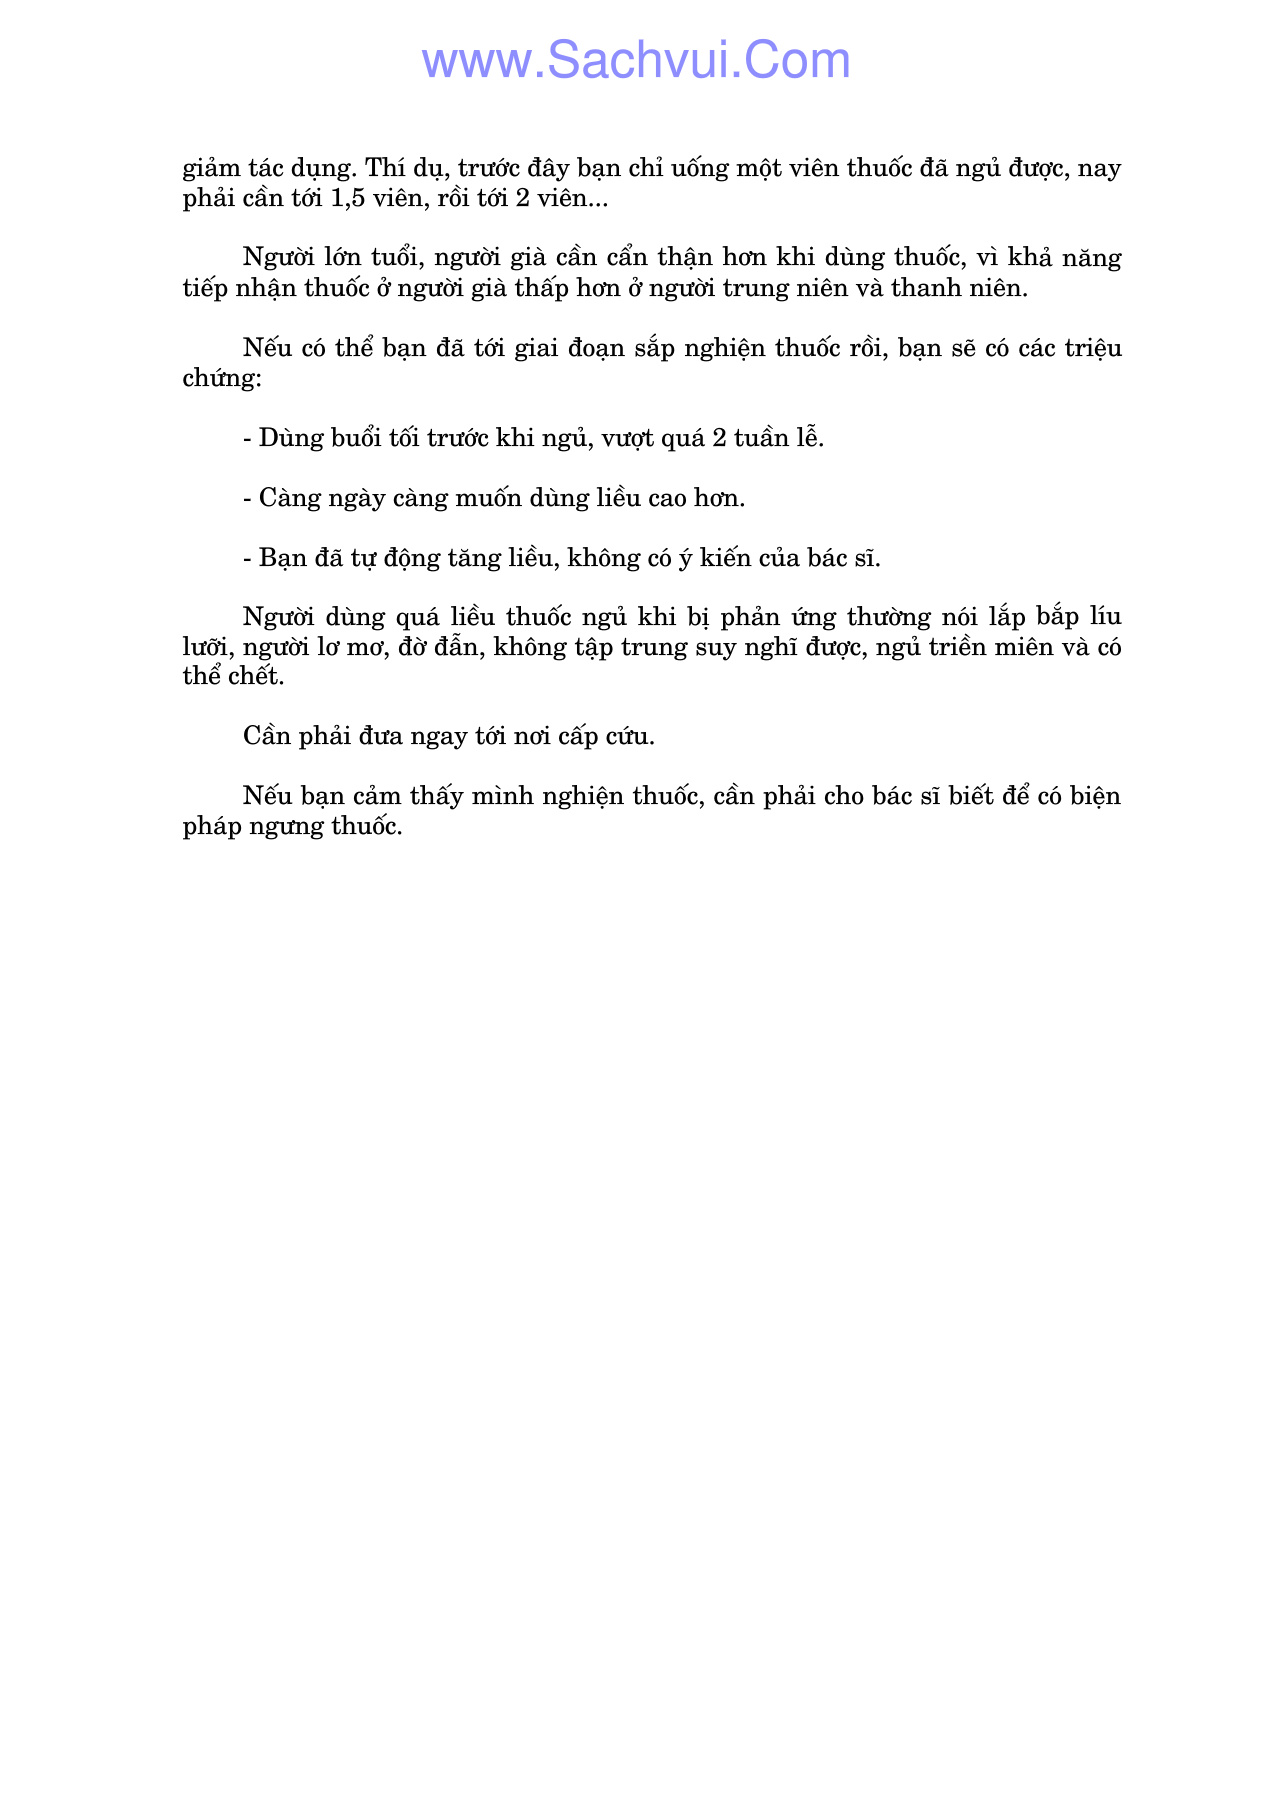 www.Sachvui.Com
giảm tác dụng. Thí dụ, trước đây bạn chỉ uống một viên thuốc đã ngủ được, nay
phải cần tới 1,5 viên, rồi tới 2 viên...
Người lớn tuổi, người già cần cẩn thận hơn khi dùng thuốc, vì khả năng
tiếp nhận thuốc ở người già thấp hơn ở người trung niên và thanh niên.
Nếu có thể bạn đã tới giai đoạn sắp nghiện thuốc rồi, bạn sẽ có các triệu
chứng:
- Dùng buổi tối trước khi ngủ, vượt quá 2 tuần lễ.
- Càng ngày càng muốn dùng liều cao hơn.
- Bạn đã tự động tăng liều, không có ý kiến của bác sĩ.
Người dùng quá liều thuốc ngủ khi bị phản ứng thường nói lắp bắp líu
lưỡi, người lơ mơ, đờ đẫn, không tập trung suy nghĩ được, ngủ triền miên và có
thể chết.
Cần phải đưa ngay tới nơi cấp cứu.
Nếu bạn cảm thấy mình nghiện thuốc, cần phải cho bác sĩ biết để có biện
pháp ngưng thuốc.